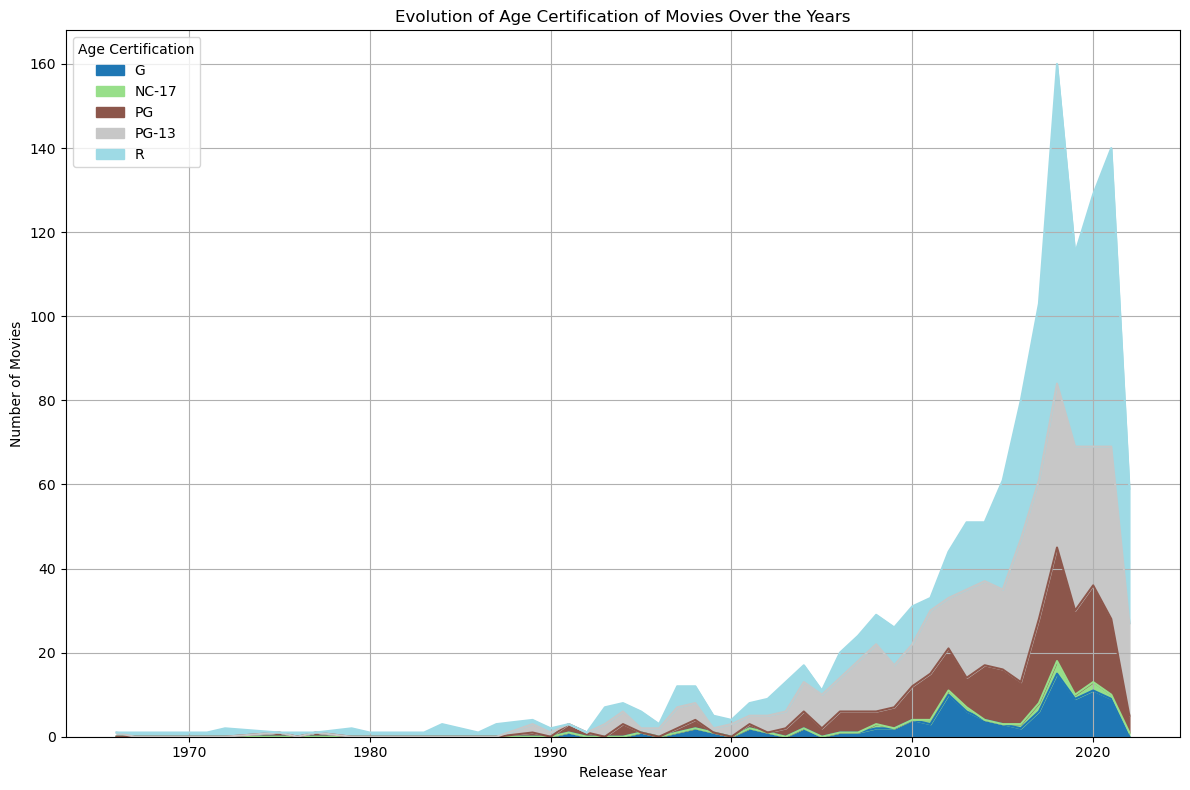 Evolution of Age Certification of Movies Over the Years
Age Certification
G
NC-17
PG
PG-13
R
Number of Movies
160
140
120
100
80
60
40
20
0
1970
1980
1990
2000
2010
2020
Release Year